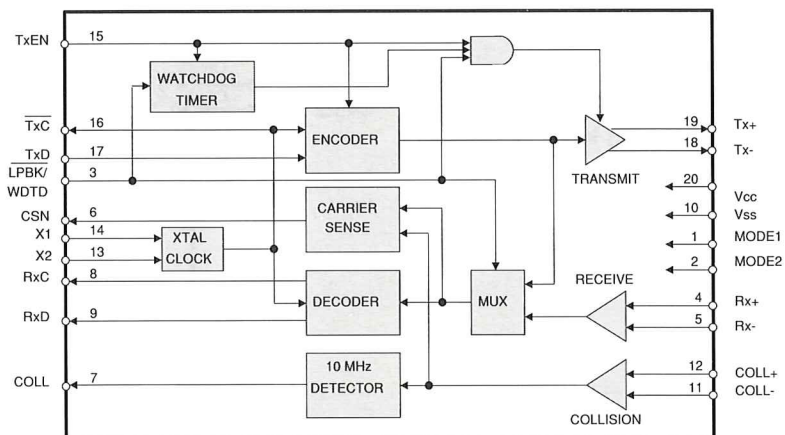 TxEN 15
WATCHDOG
TIMER
TxC 16
ENCODER
19 Tx+
TxD 17
18 Tx-
LPBK/ 3
WDTD
TRANSMIT
20
Vcc
CSN 6
CARRIER
SENSE
10 Vss
X1 14
XTAL
CLOCK
1 MODE1
X2 13
2 MODE2
RxC 8
RECEIVE
DECODER
MUX
4 Rx+
RxD 9
5 Rx-
10 MHz
DETECTOR
12 COLL+
COLL 7
11 COLL-
COLLISION